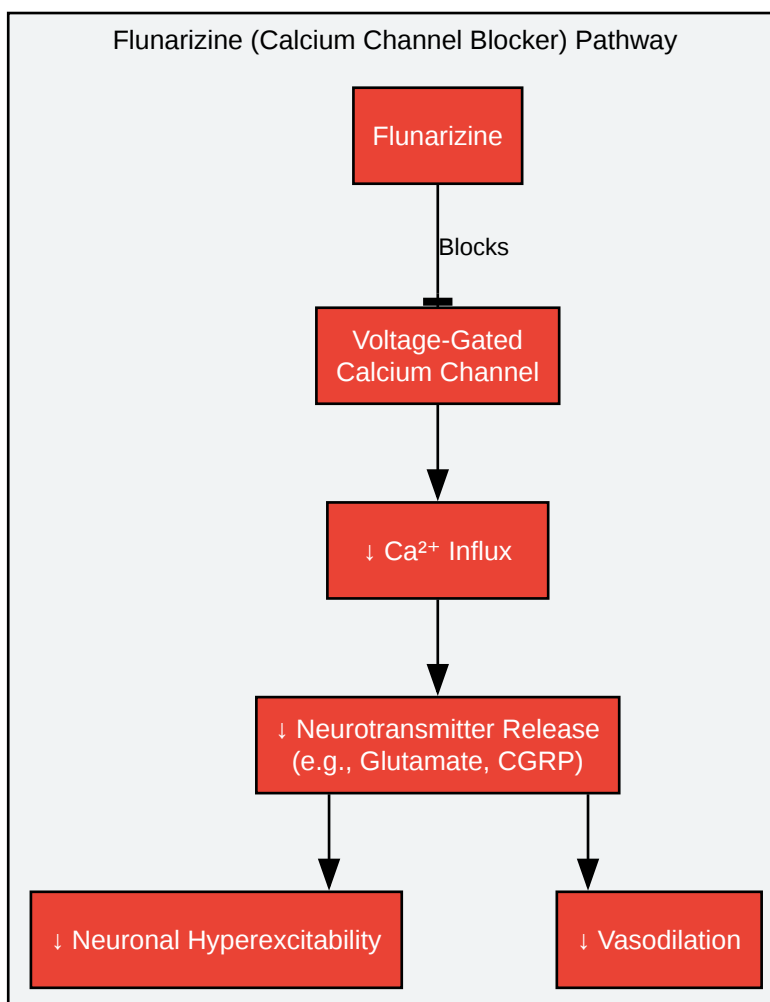 Flunarizine (Calcium Channel Blocker) Pathway
Flunarizine
Blocks
Voltage-Gated
Calcium Channel
↓ Ca²⁺ Influx
↓ Neurotransmitter Release
(e.g., Glutamate, CGRP)
↓ Neuronal Hyperexcitability
↓ Vasodilation